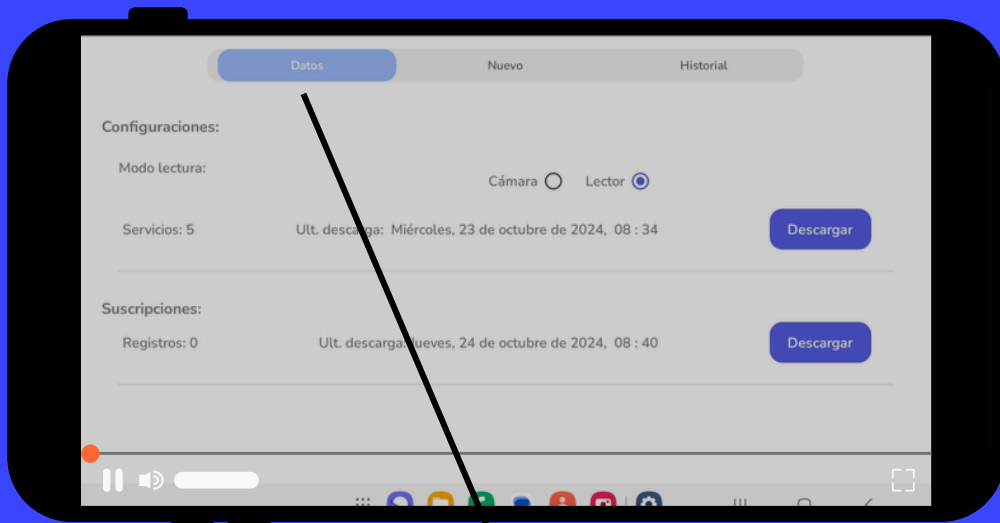 Datos Nuevo Historial
Configuraciones:
Modo lectura:
Cámara Lector
Servicios: 5 Ult. descarga: Miércoles, 23 de octubre de 2024, 08 : 34 Descargar
Suscripciones:
Registros: 0 Ult. descarga: Jueves, 24 de octubre de 2024, 08 : 40 Descargar